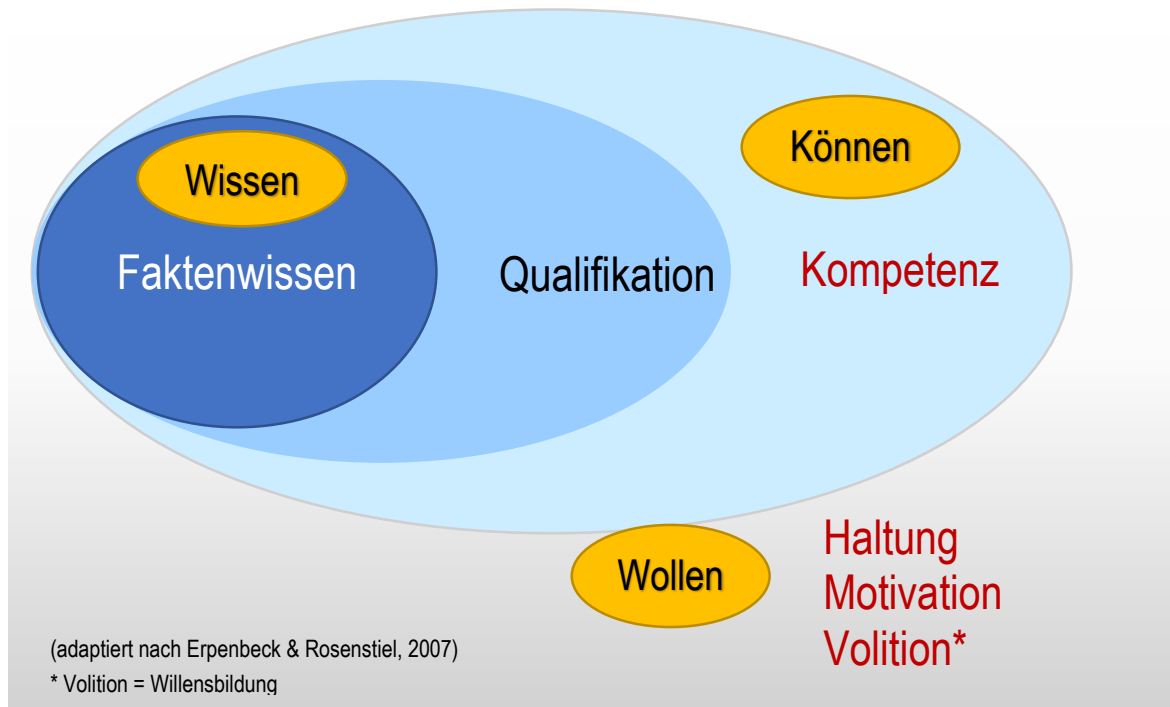 Wissen
Können
Faktenwissen
Qualifikation
Kompetenz
Wollen
Haltung
Motivation
Volition*
(adaptiert nach Erpenbeck & Rosenstiel, 2007)
* Volition = Willensbildung